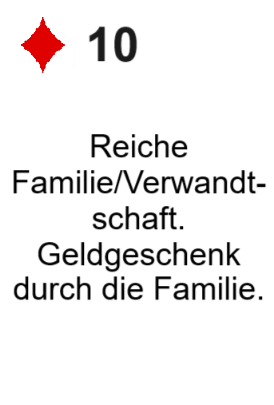 10
Reiche
Familie/Verwandt-
schaft.
Geldgeschenk
durch die Familie.